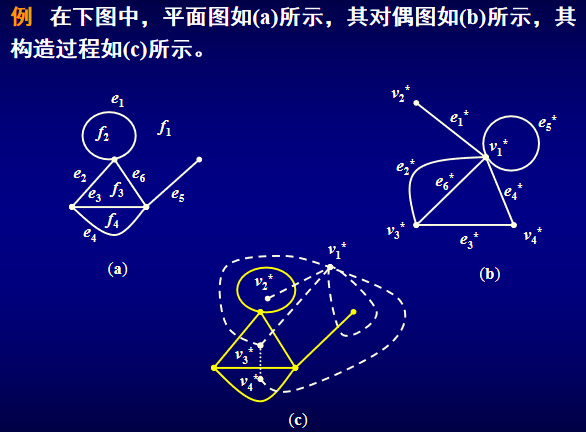 例 在下图中，平面图如(a)所示，其对偶图如(b)所示，其
构造过程如(c)所示。
e1
f2
f1
e2
e3
f3
e6
e5
f4
e4
(a)
v2*
e1*
e5*
v1*
e2*
e6*
e4*
v3*
e3*
v4*
(b)
v1*
v2*
v3*
v4*
(c)